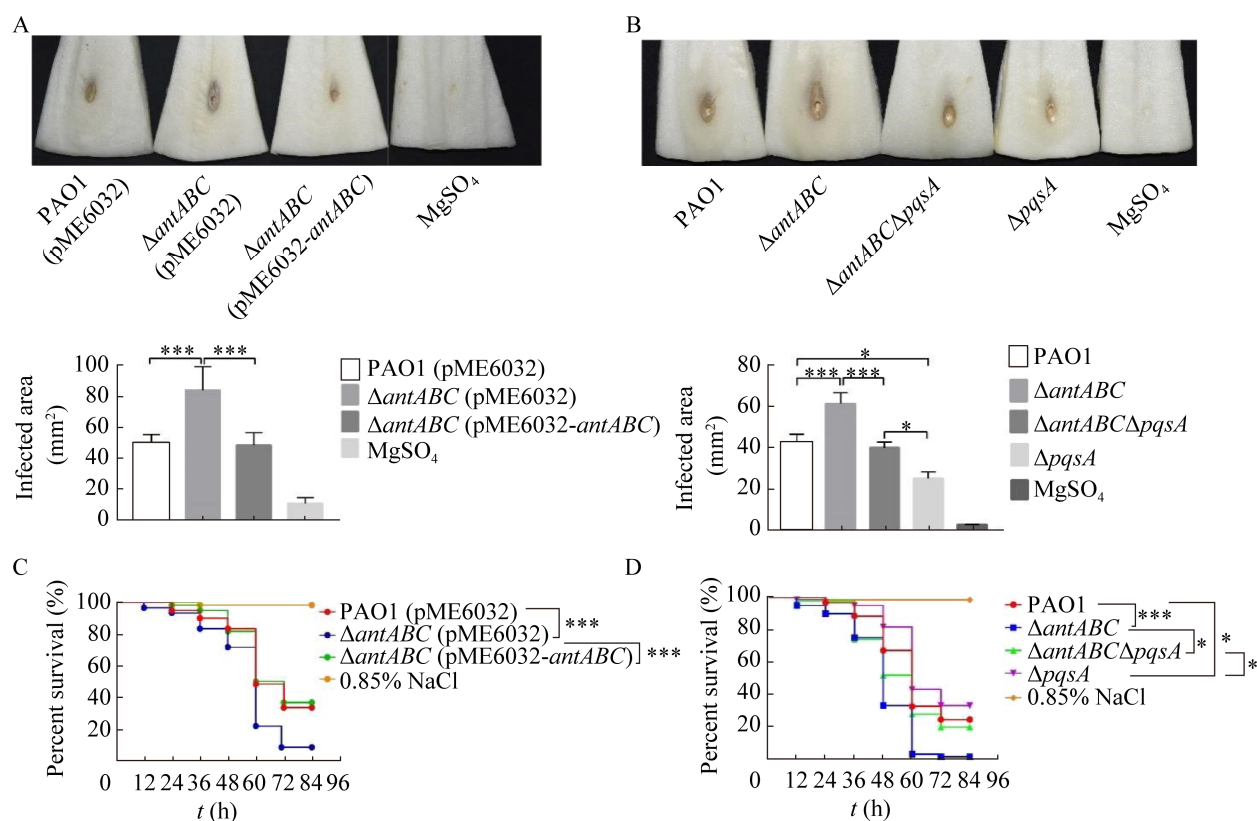 A
PAO1
(pME6032)
ΔantABC
(pME6032)
ΔantABC
(pME6032-antABC)
MgSO₄
Infected area
(mm²)
100
80
60
40
20
0
***
***
PAO1 (pME6032)
ΔantABC (pME6032)
ΔantABC (pME6032-antABC)
MgSO₄
B
PAO1
ΔantABC
ΔantABCΔpqsA
ΔpqsA
MgSO₄
Infected area
(mm²)
80
60
40
20
0
*
***
***
*
PAO1
ΔantABC
ΔantABCΔpqsA
ΔpqsA
MgSO₄
C
Percent survival (%)
100
80
60
40
20
0
12 24 36 48 60 72 84 96
t (h)
PAO1 (pME6032)
ΔantABC (pME6032)
ΔantABC (pME6032-antABC)
0.85% NaCl
***
***
D
Percent survival (%)
100
80
60
40
20
0
12 24 36 48 60 72 84 96
t (h)
PAO1
ΔantABC
ΔantABCΔpqsA
ΔpqsA
0.85% NaCl
***
*
*
*